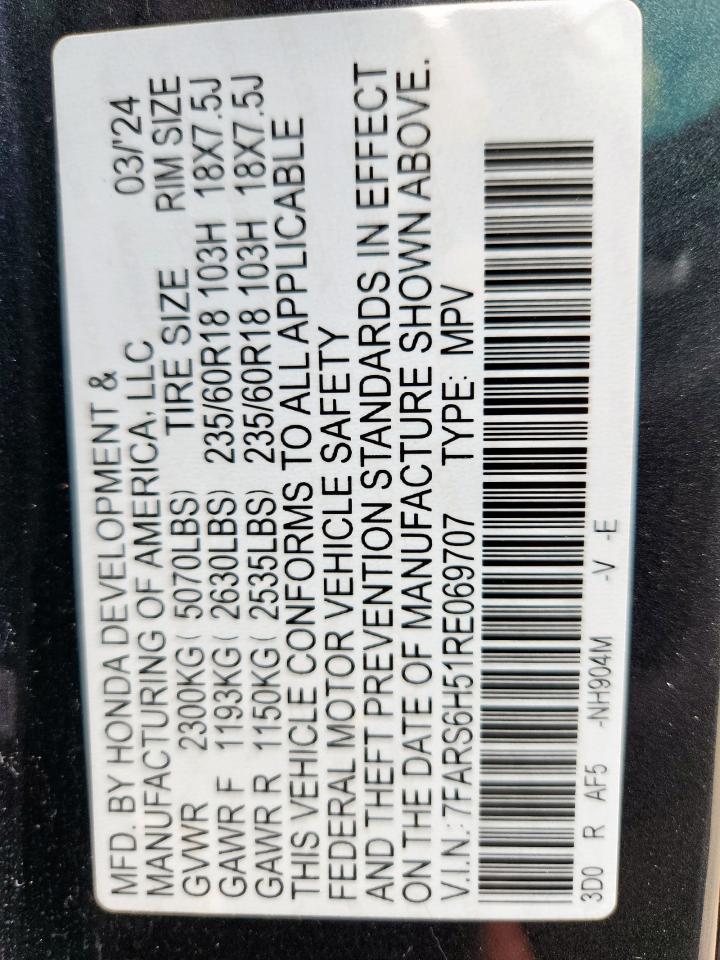 MFD. BY HONDA DEVELOPMENT &
MANUFACTURING OF AMERICA, LLC 03/'24
GVWR 2300KG( 5070LBS) TIRE SIZE RIM SIZE
GAWR F 1193KG( 2630LBS) 235/60R18 103H 18X7.5J
GAWR R 1150KG( 2535LBS) 235/60R18 103H 18X7.5J
THIS VEHICLE CONFORMS TO ALL APPLICABLE
FEDERAL MOTOR VEHICLE SAFETY
AND THEFT PREVENTION STANDARDS IN EFFECT
ON THE DATE OF MANUFACTURE SHOWN ABOVE.
V.I.N.: 7FARS6H51RE069707 TYPE: MPV
3D0 R AF5 -NH904M -V -E